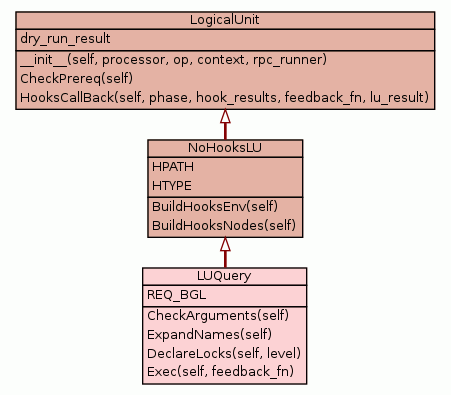 LogicalUnit
dry_run_result
__init__(self, processor, op, context, rpc_runner)
CheckPrereq(self)
HooksCallBack(self, phase, hook_results, feedback_fn, lu_result)
NoHooksLU
HPATH
HTYPE
BuildHooksEnv(self)
BuildHooksNodes(self)
LUQuery
REQ_BGL
CheckArguments(self)
ExpandNames(self)
DeclareLocks(self, level)
Exec(self, feedback_fn)